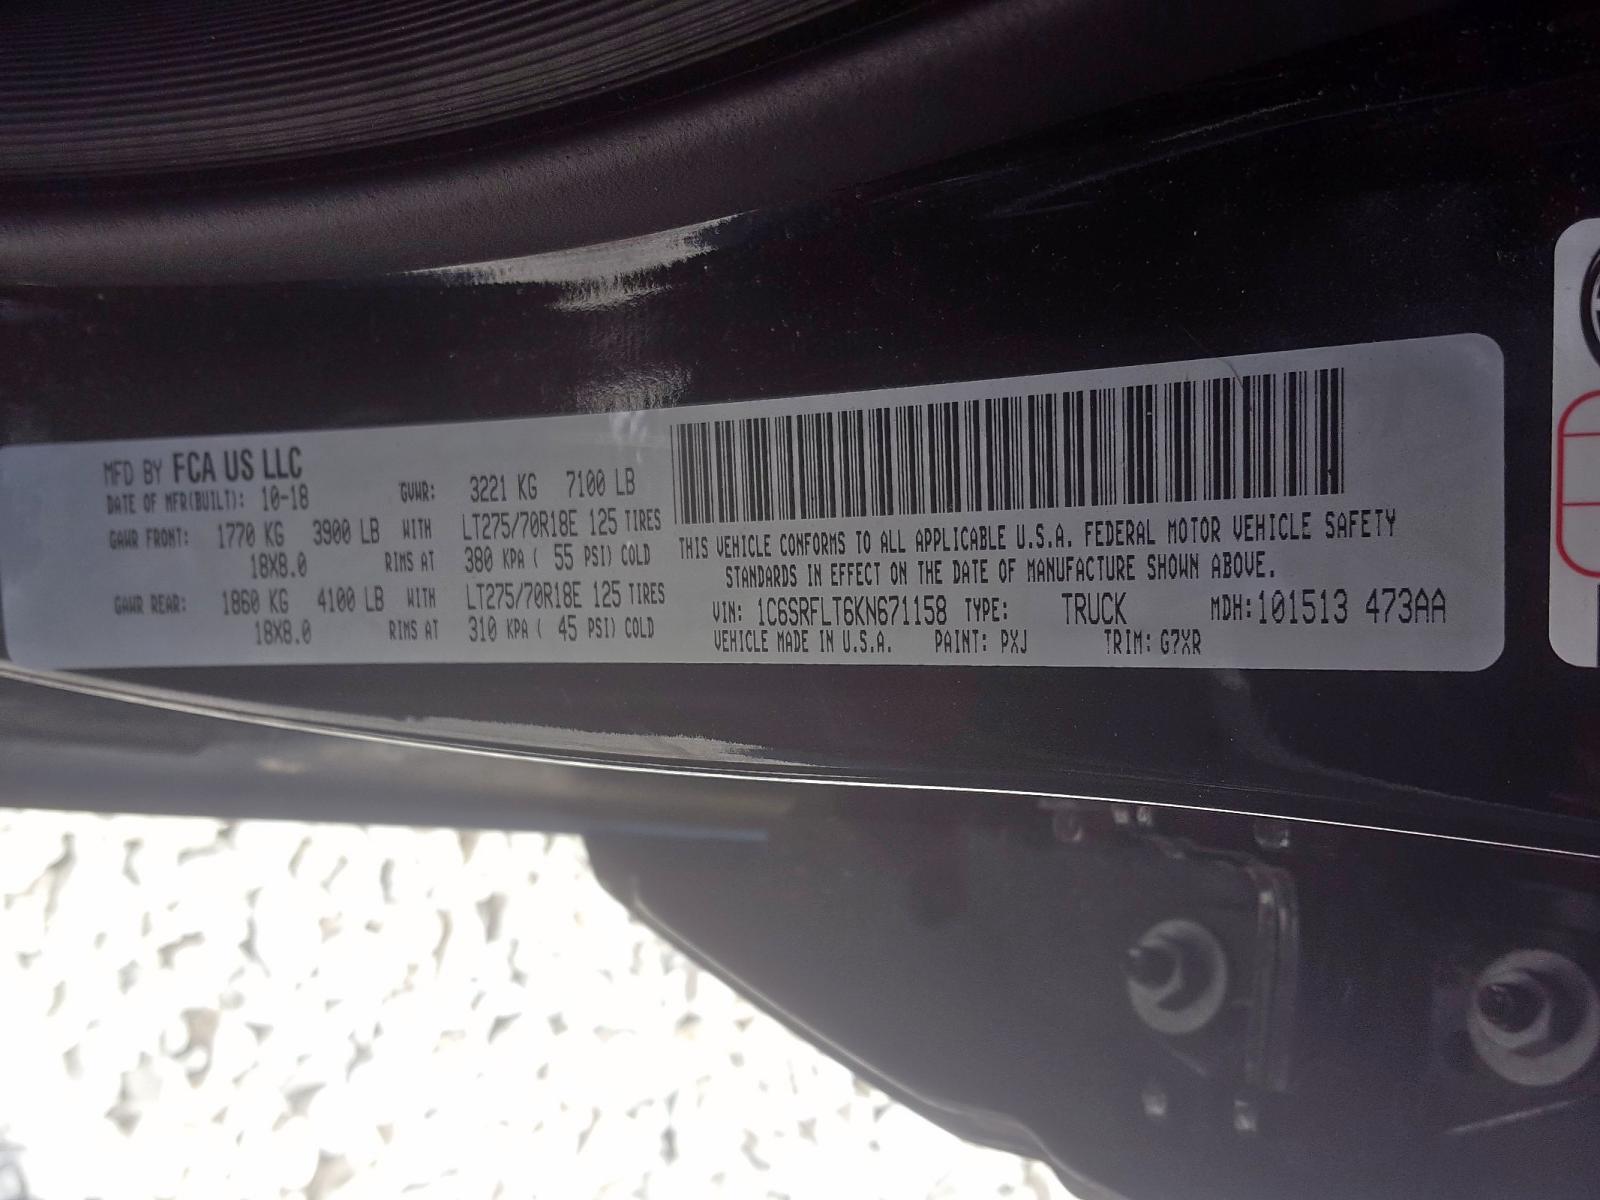 MFD BY FCA US LLC
DATE OF MFR(BUILT): 10-18 GVWR: 3221 KG 7100 LB
GAWR FRONT: 1770 KG 3900 LB WITH LT275/70R18E 125 TIRES
18X8.0 RIMS AT 380 KPA ( 55 PSI) COLD
GAWR REAR: 1860 KG 4100 LB WITH LT275/70R18E 125 TIRES
18X8.0 RIMS AT 310 KPA ( 45 PSI) COLD
THIS VEHICLE CONFORMS TO ALL APPLICABLE U.S.A. FEDERAL MOTOR VEHICLE SAFETY
STANDARDS IN EFFECT ON THE DATE OF MANUFACTURE SHOWN ABOVE.
VIN: 1C6SRFLT6KN671158 TYPE: TRUCK MDH:101513 473AA
VEHICLE MADE IN U.S.A. PAINT: PXJ TRIM: G7XR